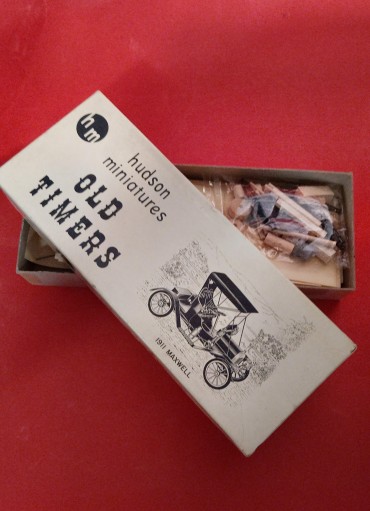 hm
hudson
miniatures
OLD
TIMERS
1911 MAXWELL